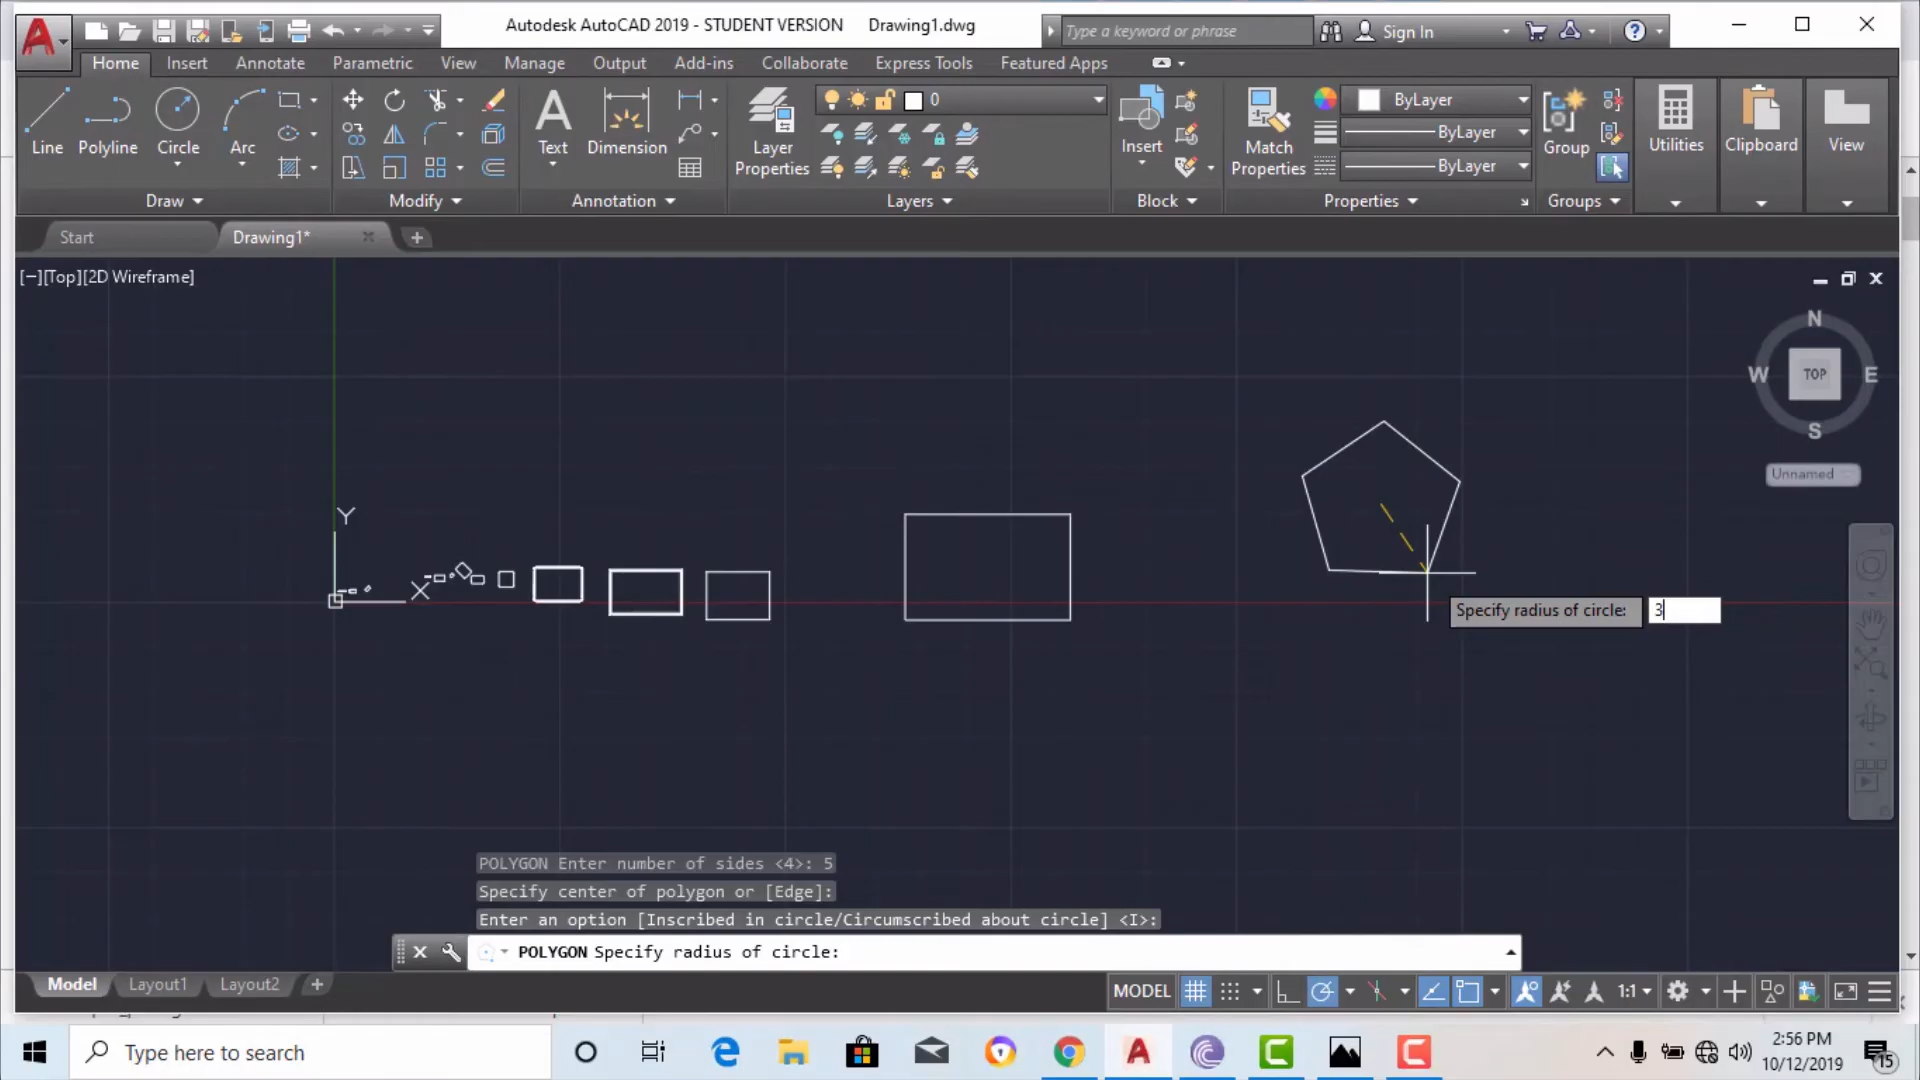 Autodesk AutoCAD 2019 - STUDENT VERSION Drawing1.dwg
Type a keyword or phrase
Sign In
Home Insert Annotate Parametric View Manage Output Add-ins Collaborate Express Tools Featured Apps
Line Polyline Circle Arc
Text Dimension
Layer Properties
0
Insert
Match Properties
ByLayer
ByLayer
ByLayer
Group
Utilities
Clipboard
View
Draw Modify Annotation Layers Block Properties Groups
Start Drawing1*
[−][Top][2D Wireframe]
N
W TOP E
S
Unnamed
Y
X
Specify radius of circle: 3
POLYGON Enter number of sides <4>: 5
Specify center of polygon or [Edge]:
Enter an option [Inscribed in circle/Circumscribed about circle] <I>:
POLYGON Specify radius of circle:
Model Layout1 Layout2
MODEL 1:1
Type here to search
2:56 PM
10/12/2019
15